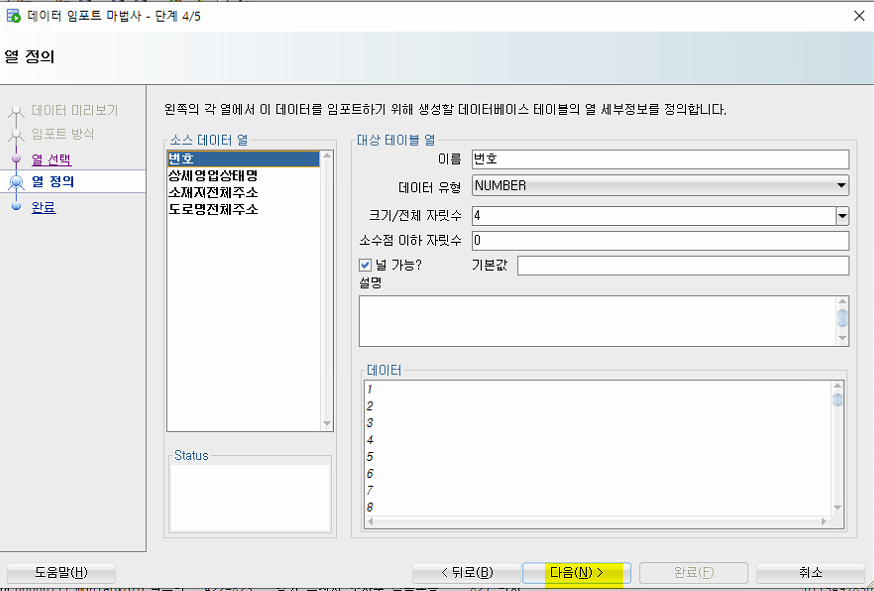 데이터 임포트 마법사 - 단계 4/5
열 정의
데이터 미리보기
임포트 방식
열 선택
열 정의
완료
왼쪽의 각 열에서 이 데이터를 임포트하기 위해 생성할 데이터베이스 테이블의 열 세부정보를 정의합니다.
소스 데이터 열
번호
상세영업상태명
소재지전체주소
도로명전체주소
Status
대상 테이블 열
이름 번호
데이터 유형 NUMBER
크기/전체 자릿수 4
소수점 이하 자릿수 0
널 가능? 기본값
설명
데이터
1
2
3
4
5
6
7
8
도움말(H) < 뒤로(B) 다음(N) > 완료(F) 취소